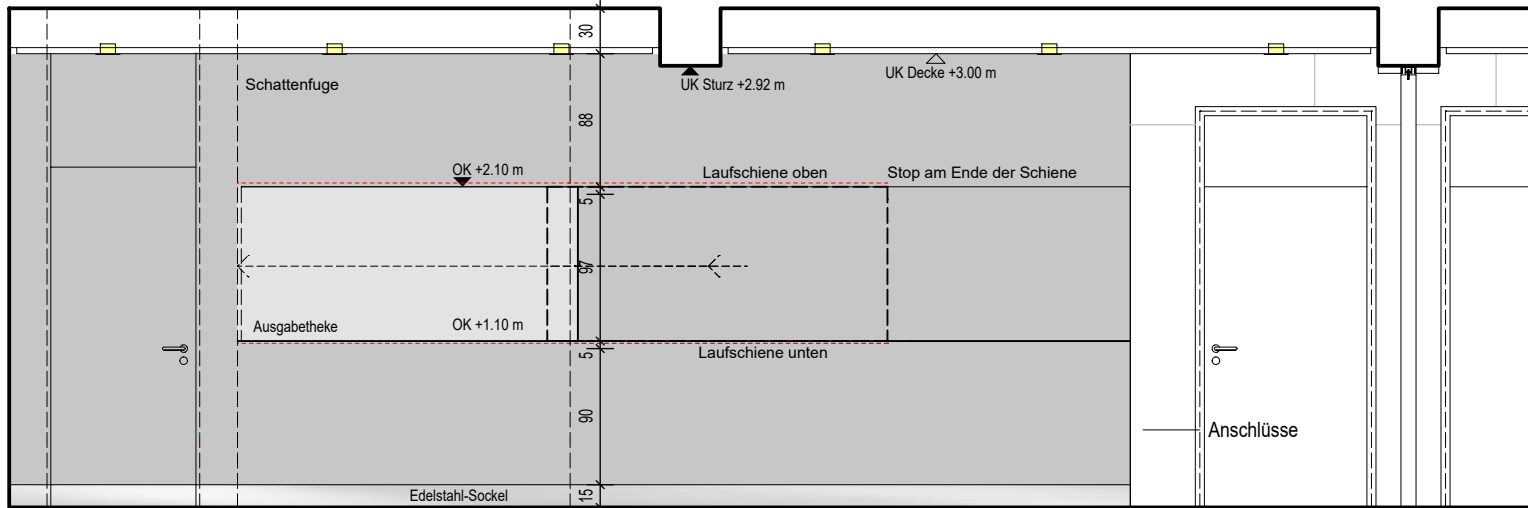 30
Schattenfuge
UK Sturz +2.92 m
UK Decke +3.00 m
88
OK +2.10 m
Laufschiene oben
Stop am Ende der Schiene
5
97
Ausgabetheke
OK +1.10 m
5
Laufschiene unten
90
Anschlüsse
Edelstahl-Sockel
15